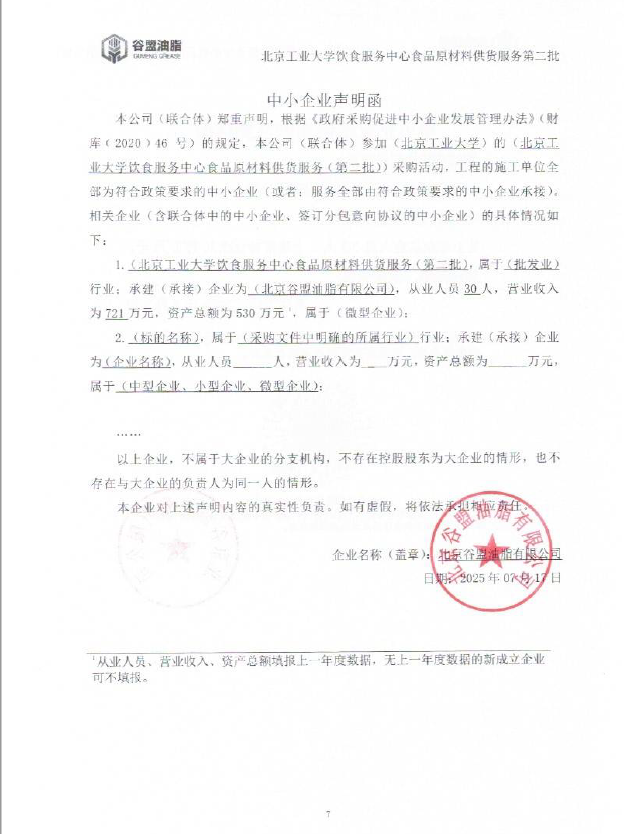 谷盟油脂
GUMENG GREASE
北京工业大学饮食服务中心食品原材料供货服务第二批
中小企业声明函
本公司（联合体）郑重声明，根据《政府采购促进中小企业发展管理办法》（财
库﹝2020﹞46 号）的规定，本公司（联合体）参加（北京工业大学）的（北京工
业大学饮食服务中心食品原材料供货服务（第二批））采购活动，工程的施工单位全
部为符合政策要求的中小企业（或者：服务全部由符合政策要求的中小企业承接）。
相关企业（含联合体中的中小企业、签订分包意向协议的中小企业）的具体情况如
下：
1.（北京工业大学饮食服务中心食品原材料供货服务（第二批），属于（批发业）
行业；承建（承接）企业为（北京谷盟油脂有限公司），从业人员 30人，营业收入
为 721 万元，资产总额为 530 万元¹，属于（微型企业）；
2.（标的名称），属于（采购文件中明确的所属行业）行业；承建（承接）企业
为（企业名称），从业人员______人，营业收入为____万元，资产总额为______万元，
属于（中型企业、小型企业、微型企业）；
……
以上企业，不属于大企业的分支机构，不存在控股股东为大企业的情形，也不
存在与大企业的负责人为同一人的情形。
本企业对上述声明内容的真实性负责。如有虚假，将依法承担相应责任。
企业名称（盖章）：北京谷盟油脂有限公司
日期：2025 年 07 月 17 日
北京谷盟油脂有限公司
¹从业人员、营业收入、资产总额填报上一年度数据，无上一年度数据的新成立企业
可不填报。
7